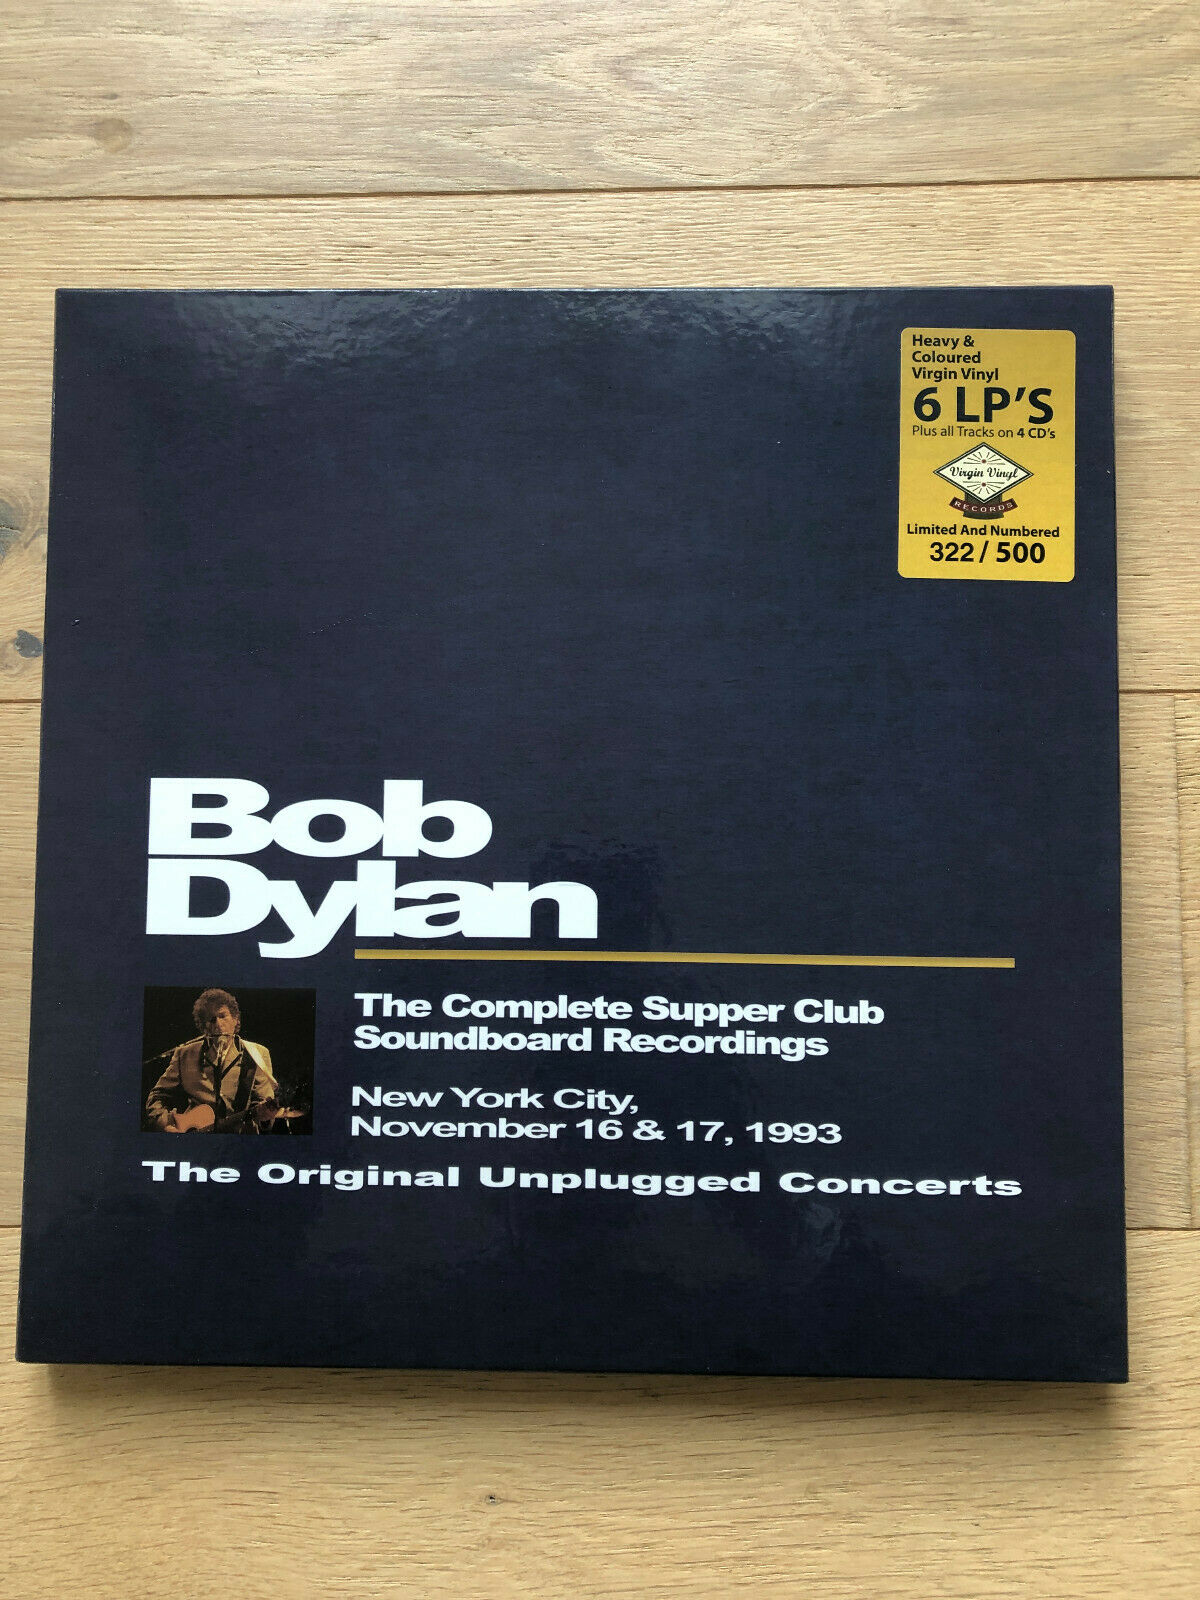 Heavy &
Coloured
Virgin Vinyl
6 LP'S
Plus all Tracks on 4 CD's
Virgin Vinyl
RECORDS
Limited And Numbered
322 / 500
Bob
Dylan
The Complete Supper Club
Soundboard Recordings
New York City,
November 16 & 17, 1993
The Original Unplugged Concerts